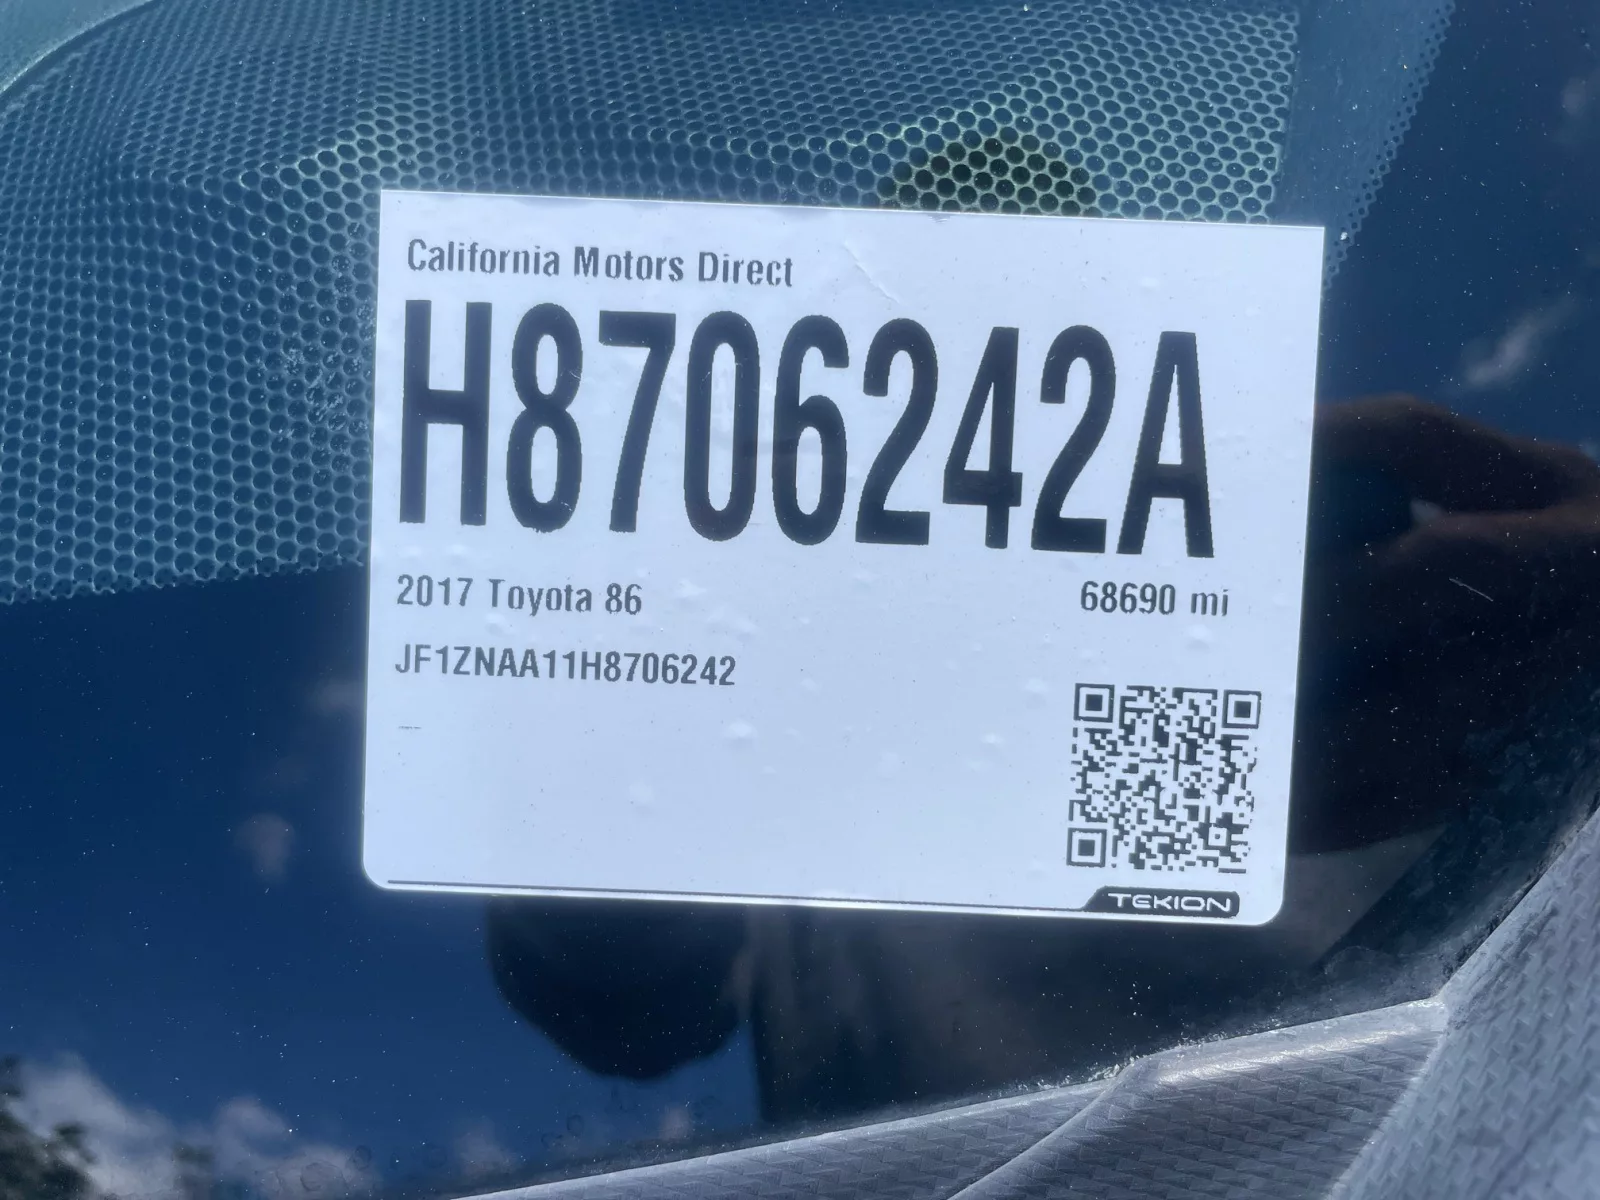 California Motors Direct
H8706242A
2017 Toyota 86 68690 mi
JF1ZNAA11H8706242
TEKION